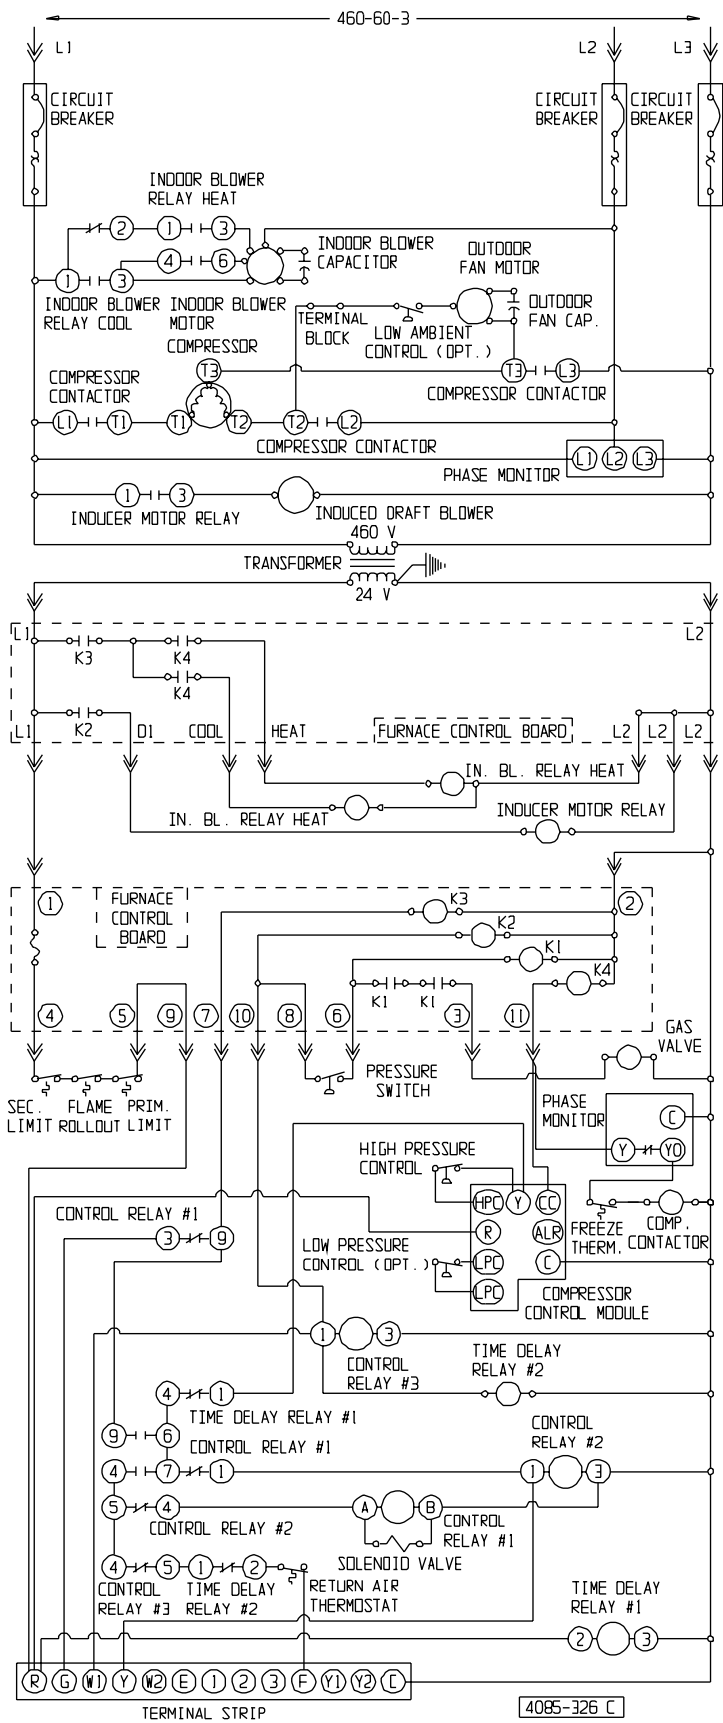 460-60-3
L1
L2
L3
CIRCUIT
BREAKER
CIRCUIT
BREAKER
CIRCUIT
BREAKER
INDOOR BLOWER
RELAY HEAT
2
1
3
4
6
1
3
INDOOR BLOWER
CAPACITOR
OUTDOOR
FAN MOTOR
INDOOR BLOWER
RELAY COOL
INDOOR BLOWER
MOTOR
TERMINAL
BLOCK
LOW AMBIENT
CONTROL (OPT.)
OUTDOOR
FAN CAP.
COMPRESSOR
T3
T3
L3
COMPRESSOR
CONTACTOR
COMPRESSOR CONTACTOR
L1
T1
T1
T2
T2
L2
COMPRESSOR CONTACTOR
L1
L2
L3
PHASE MONITOR
1
3
INDUCER MOTOR RELAY
INDUCED DRAFT BLOWER
460 V
TRANSFORMER
24 V
L1
L2
K3
K4
K4
L1
K2
D1
COOL
HEAT
FURNACE CONTROL BOARD
L2
L2
L2
IN. BL. RELAY HEAT
IN. BL. RELAY HEAT
INDUCER MOTOR RELAY
1
FURNACE
CONTROL
BOARD
2
K3
K2
K1
K4
K1
K1
4
5
9
7
10
8
6
3
11
GAS
VALVE
PRESSURE
SWITCH
SEC.
LIMIT
FLAME
ROLLOUT
PRIM.
LIMIT
PHASE
MONITOR
C
Y
YO
HIGH PRESSURE
CONTROL
HPC
Y
CC
R
ALR
LPC
C
LPC
FREEZE
THERM.
COMP.
CONTACTOR
CONTROL RELAY #1
3
9
LOW PRESSURE
CONTROL (OPT.)
COMPRESSOR
CONTROL MODULE
1
3
CONTROL
RELAY #3
TIME DELAY
RELAY #2
4
1
TIME DELAY RELAY #1
9
6
CONTROL RELAY #1
CONTROL
RELAY #2
4
7
1
1
3
5
4
CONTROL RELAY #2
A
B
CONTROL
RELAY #1
SOLENOID VALVE
4
5
1
2
CONTROL
RELAY #3
TIME DELAY
RELAY #2
RETURN AIR
THERMOSTAT
TIME DELAY
RELAY #1
2
3
R
G
W1
Y
W2
E
1
2
3
F
Y1
Y2
C
TERMINAL STRIP
4085-326 C